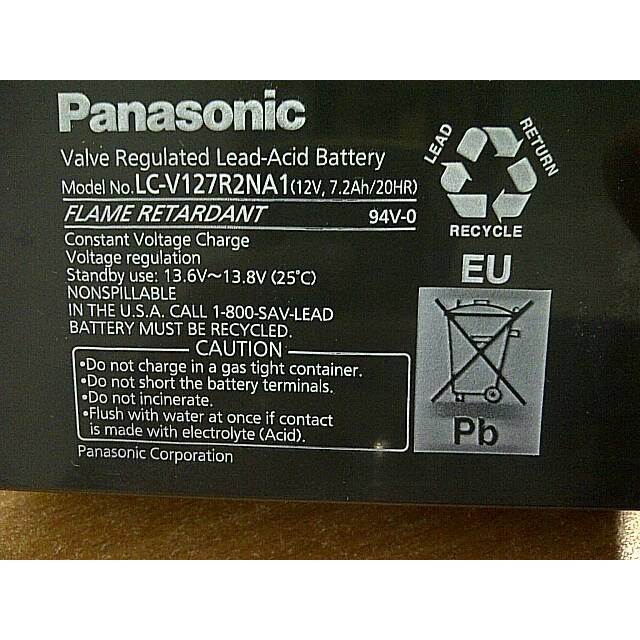 Panasonic
Valve Regulated Lead-Acid Battery
Model No.LC-V127R2NA1(12V, 7.2Ah/20HR)
FLAME RETARDANT 94V-0
Constant Voltage Charge
Voltage regulation
Standby use: 13.6V～13.8V (25°C)
NONSPILLABLE
IN THE U.S.A. CALL 1-800-SAV-LEAD
BATTERY MUST BE RECYCLED.
CAUTION
•Do not charge in a gas tight container.
•Do not short the battery terminals.
•Do not incinerate.
•Flush with water at once if contact
is made with electrolyte (Acid).
Panasonic Corporation
LEAD
RETURN
RECYCLE
EU
Pb